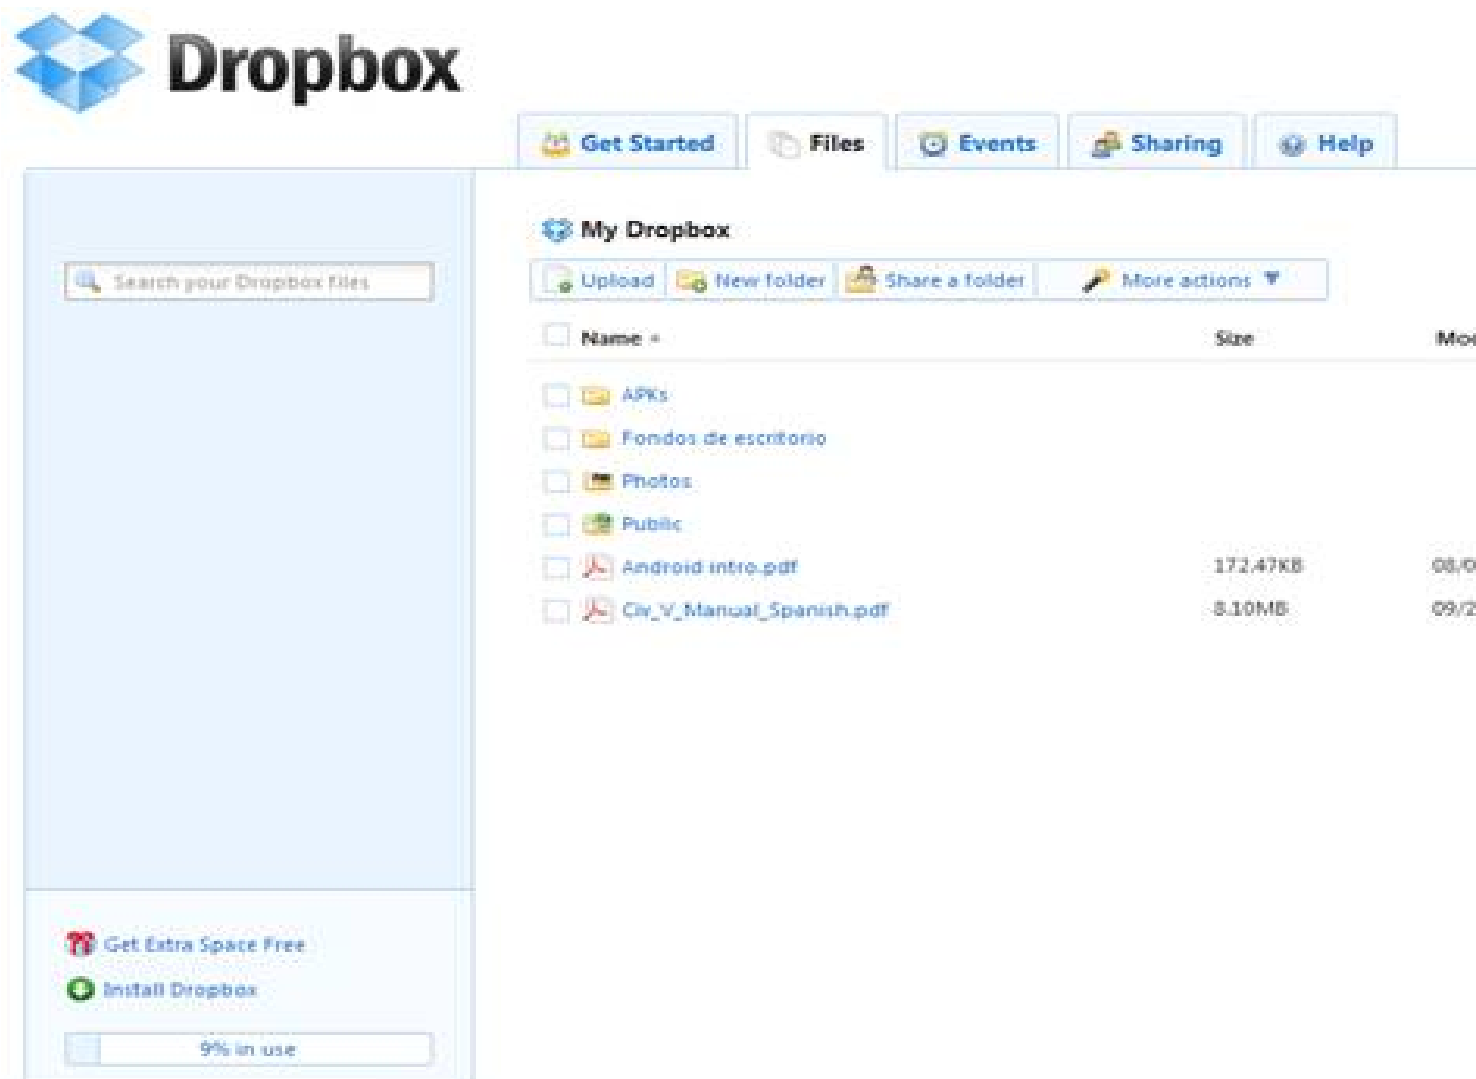 Dropbox
Get Started Files Events Sharing Help
My Dropbox
Search your Dropbox files
Upload New folder Share a folder More actions
Name Size
APKs
Fondos de escritorio
Photos
Public
Android intro.pdf 172.47KB
Civ_V_Manual_Spanish.pdf 8.10MB
Get Extra Space Free
Install Dropbox
9% in use